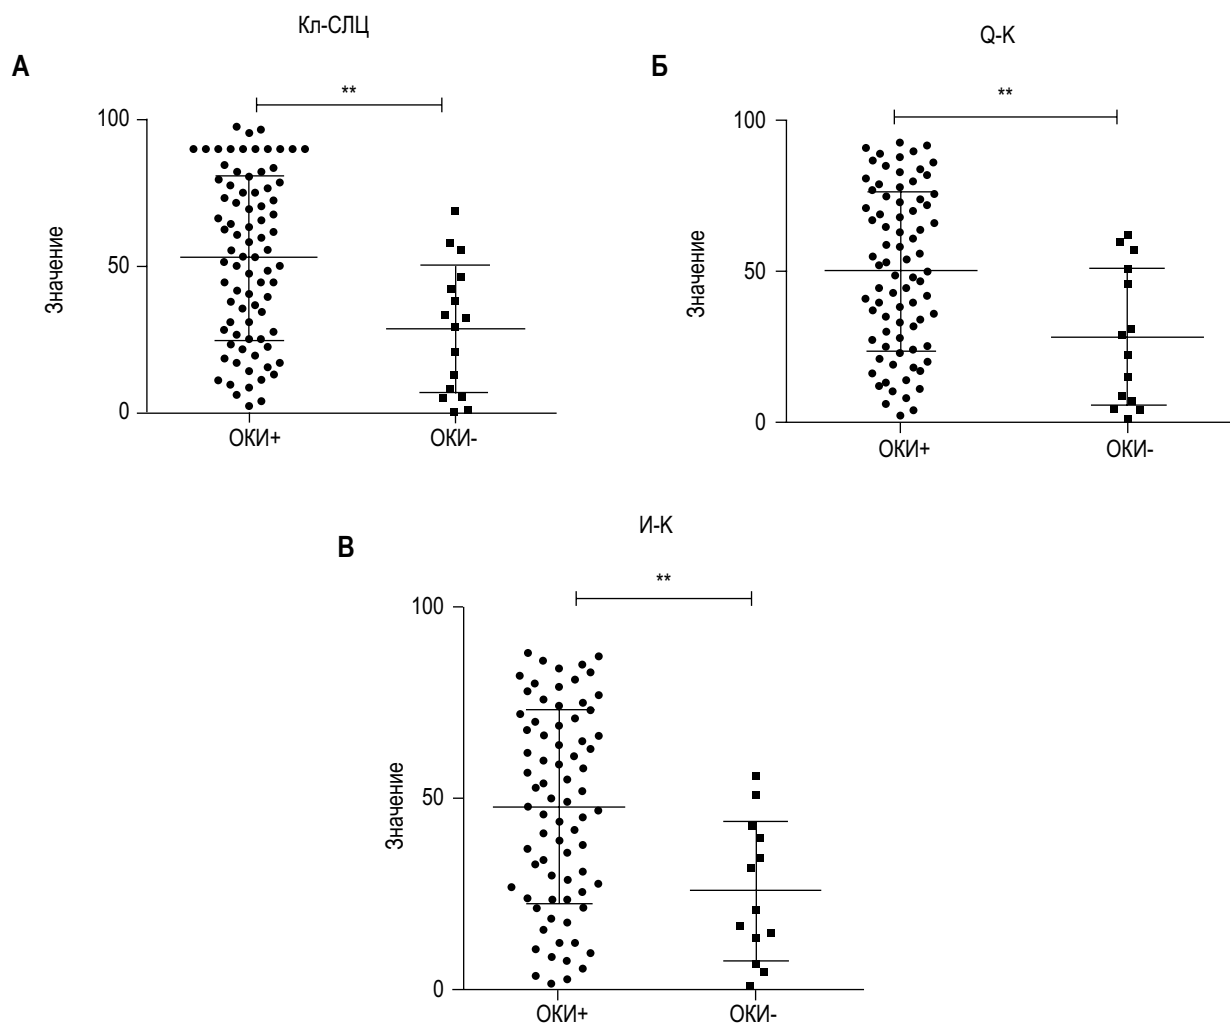 Кл-СЛЦ
А
**
100
Значение
50
0
ОКИ+
ОКИ-
Q-K
Б
**
100
Значение
50
0
ОКИ+
ОКИ-
И-K
В
**
100
Значение
50
0
ОКИ+
ОКИ-